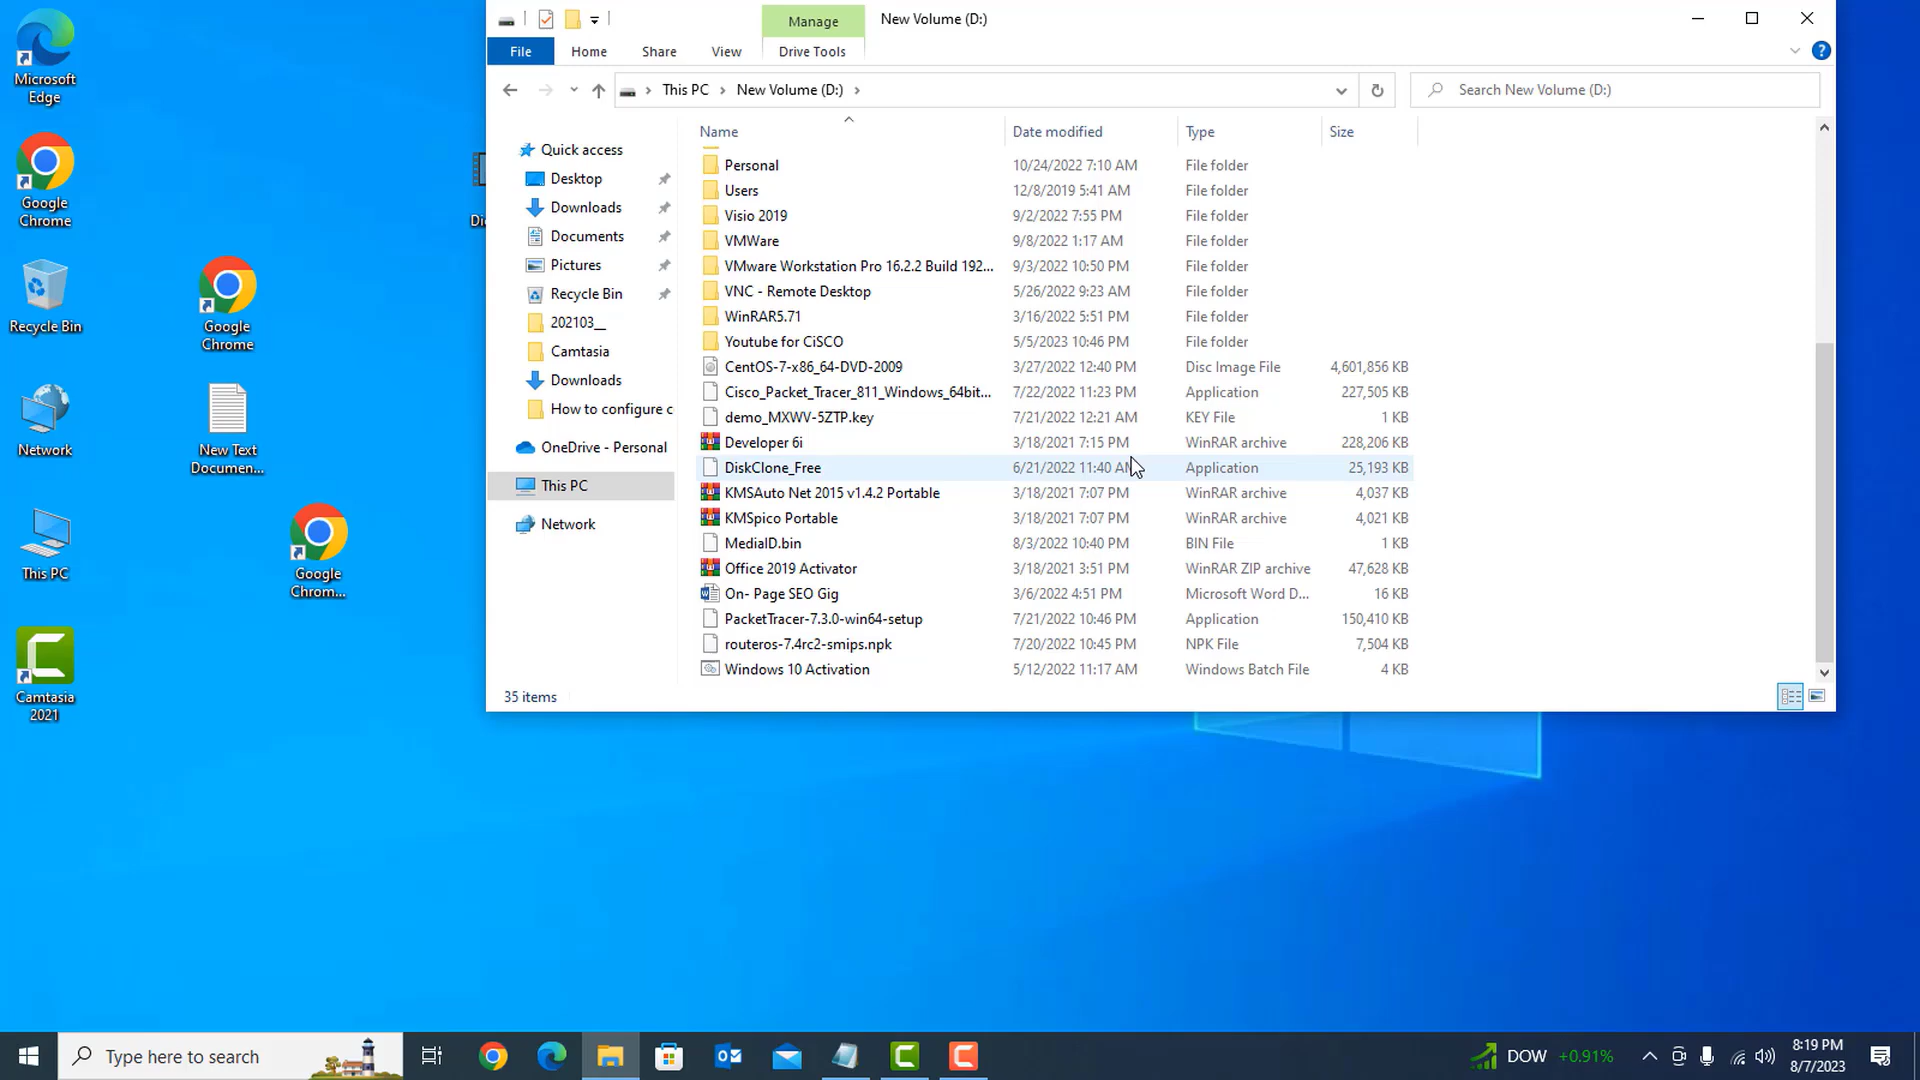 Microsoft
Edge
Google
Chrome
Recycle Bin
Network
This PC
Camtasia
2021
Google
Chrome
New Text
Documen...
Google
Chrom...
Manage
New Volume (D:)
File
Home
Share
View
Drive Tools
This PC
New Volume (D:)
Search New Volume (D:)
Quick access
Desktop
Downloads
Documents
Pictures
Recycle Bin
202103__
Camtasia
Downloads
How to configure c
OneDrive - Personal
This PC
Network
Name Date modified Type Size
Personal 10/24/2022 7:10 AM File folder
Users 12/8/2019 5:41 AM File folder
Visio 2019 9/2/2022 7:55 PM File folder
VMWare 9/8/2022 1:17 AM File folder
VMware Workstation Pro 16.2.2 Build 192... 9/3/2022 10:50 PM File folder
VNC - Remote Desktop 5/26/2022 9:23 AM File folder
WinRAR5.71 3/16/2022 5:51 PM File folder
Youtube for CiSCO 5/5/2023 10:46 PM File folder
CentOS-7-x86_64-DVD-2009 3/27/2022 12:40 PM Disc Image File 4,601,856 KB
Cisco_Packet_Tracer_811_Windows_64bit... 7/22/2022 11:23 PM Application 227,505 KB
demo_MXWV-5ZTP.key 7/21/2022 12:21 AM KEY File 1 KB
Developer 6i 3/18/2021 7:15 PM WinRAR archive 228,206 KB
DiskClone_Free 6/21/2022 11:40 AM Application 25,193 KB
KMSAuto Net 2015 v1.4.2 Portable 3/18/2021 7:07 PM WinRAR archive 4,037 KB
KMSpico Portable 3/18/2021 7:07 PM WinRAR archive 4,021 KB
MediaID.bin 8/3/2022 10:40 PM BIN File 1 KB
Office 2019 Activator 3/18/2021 3:51 PM WinRAR ZIP archive 47,628 KB
On- Page SEO Gig 3/6/2022 4:51 PM Microsoft Word D... 16 KB
PacketTracer-7.3.0-win64-setup 7/21/2022 10:46 PM Application 150,410 KB
routeros-7.4rc2-smips.npk 7/20/2022 10:45 PM NPK File 7,504 KB
Windows 10 Activation 5/12/2022 11:17 AM Windows Batch File 4 KB
35 items
Type here to search
DOW +0.91%
8:19 PM
8/7/2023